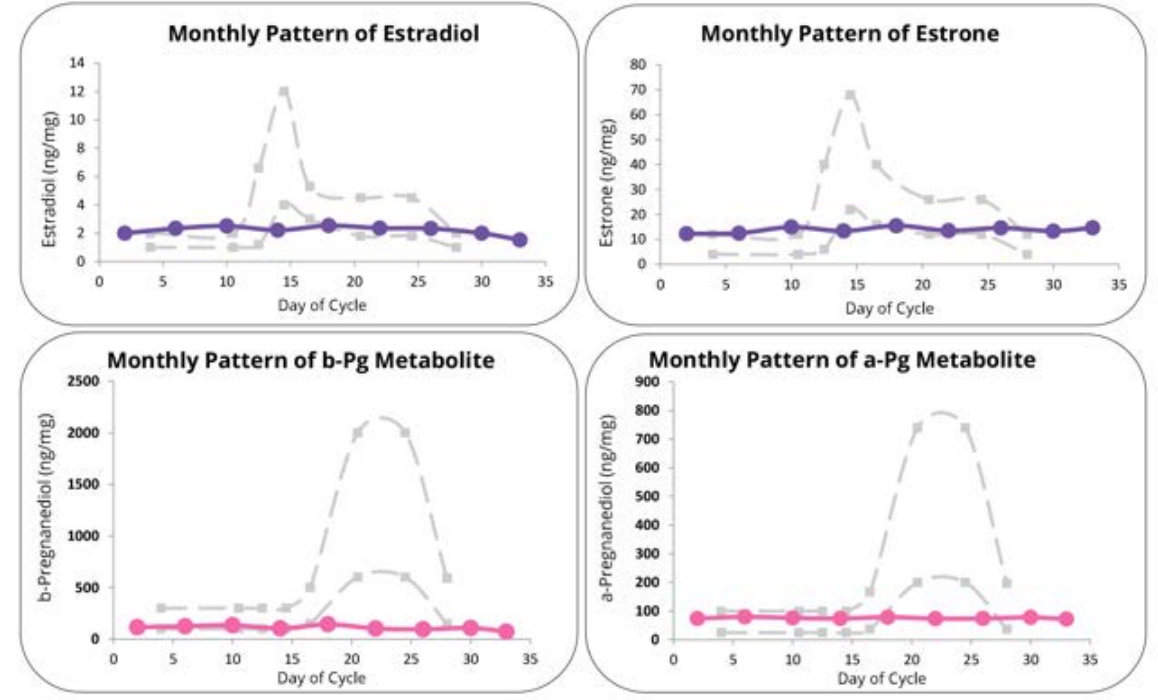 Monthly Pattern of Estradiol
Estradiol (ng/mg)
14
12
10
8
6
4
2
0
0 5 10 15 20 25 30 35
Day of Cycle
Monthly Pattern of Estrone
Estrone (ng/mg)
80
70
60
50
40
30
20
10
0
0 5 10 15 20 25 30 35
Day of Cycle
Monthly Pattern of b-Pg Metabolite
b-Pregnanediol (ng/mg)
2500
2000
1500
1000
500
0
0 5 10 15 20 25 30 35
Day of Cycle
Monthly Pattern of a-Pg Metabolite
a-Pregnanediol (ng/mg)
900
800
700
600
500
400
300
200
100
0
0 5 10 15 20 25 30 35
Day of Cycle